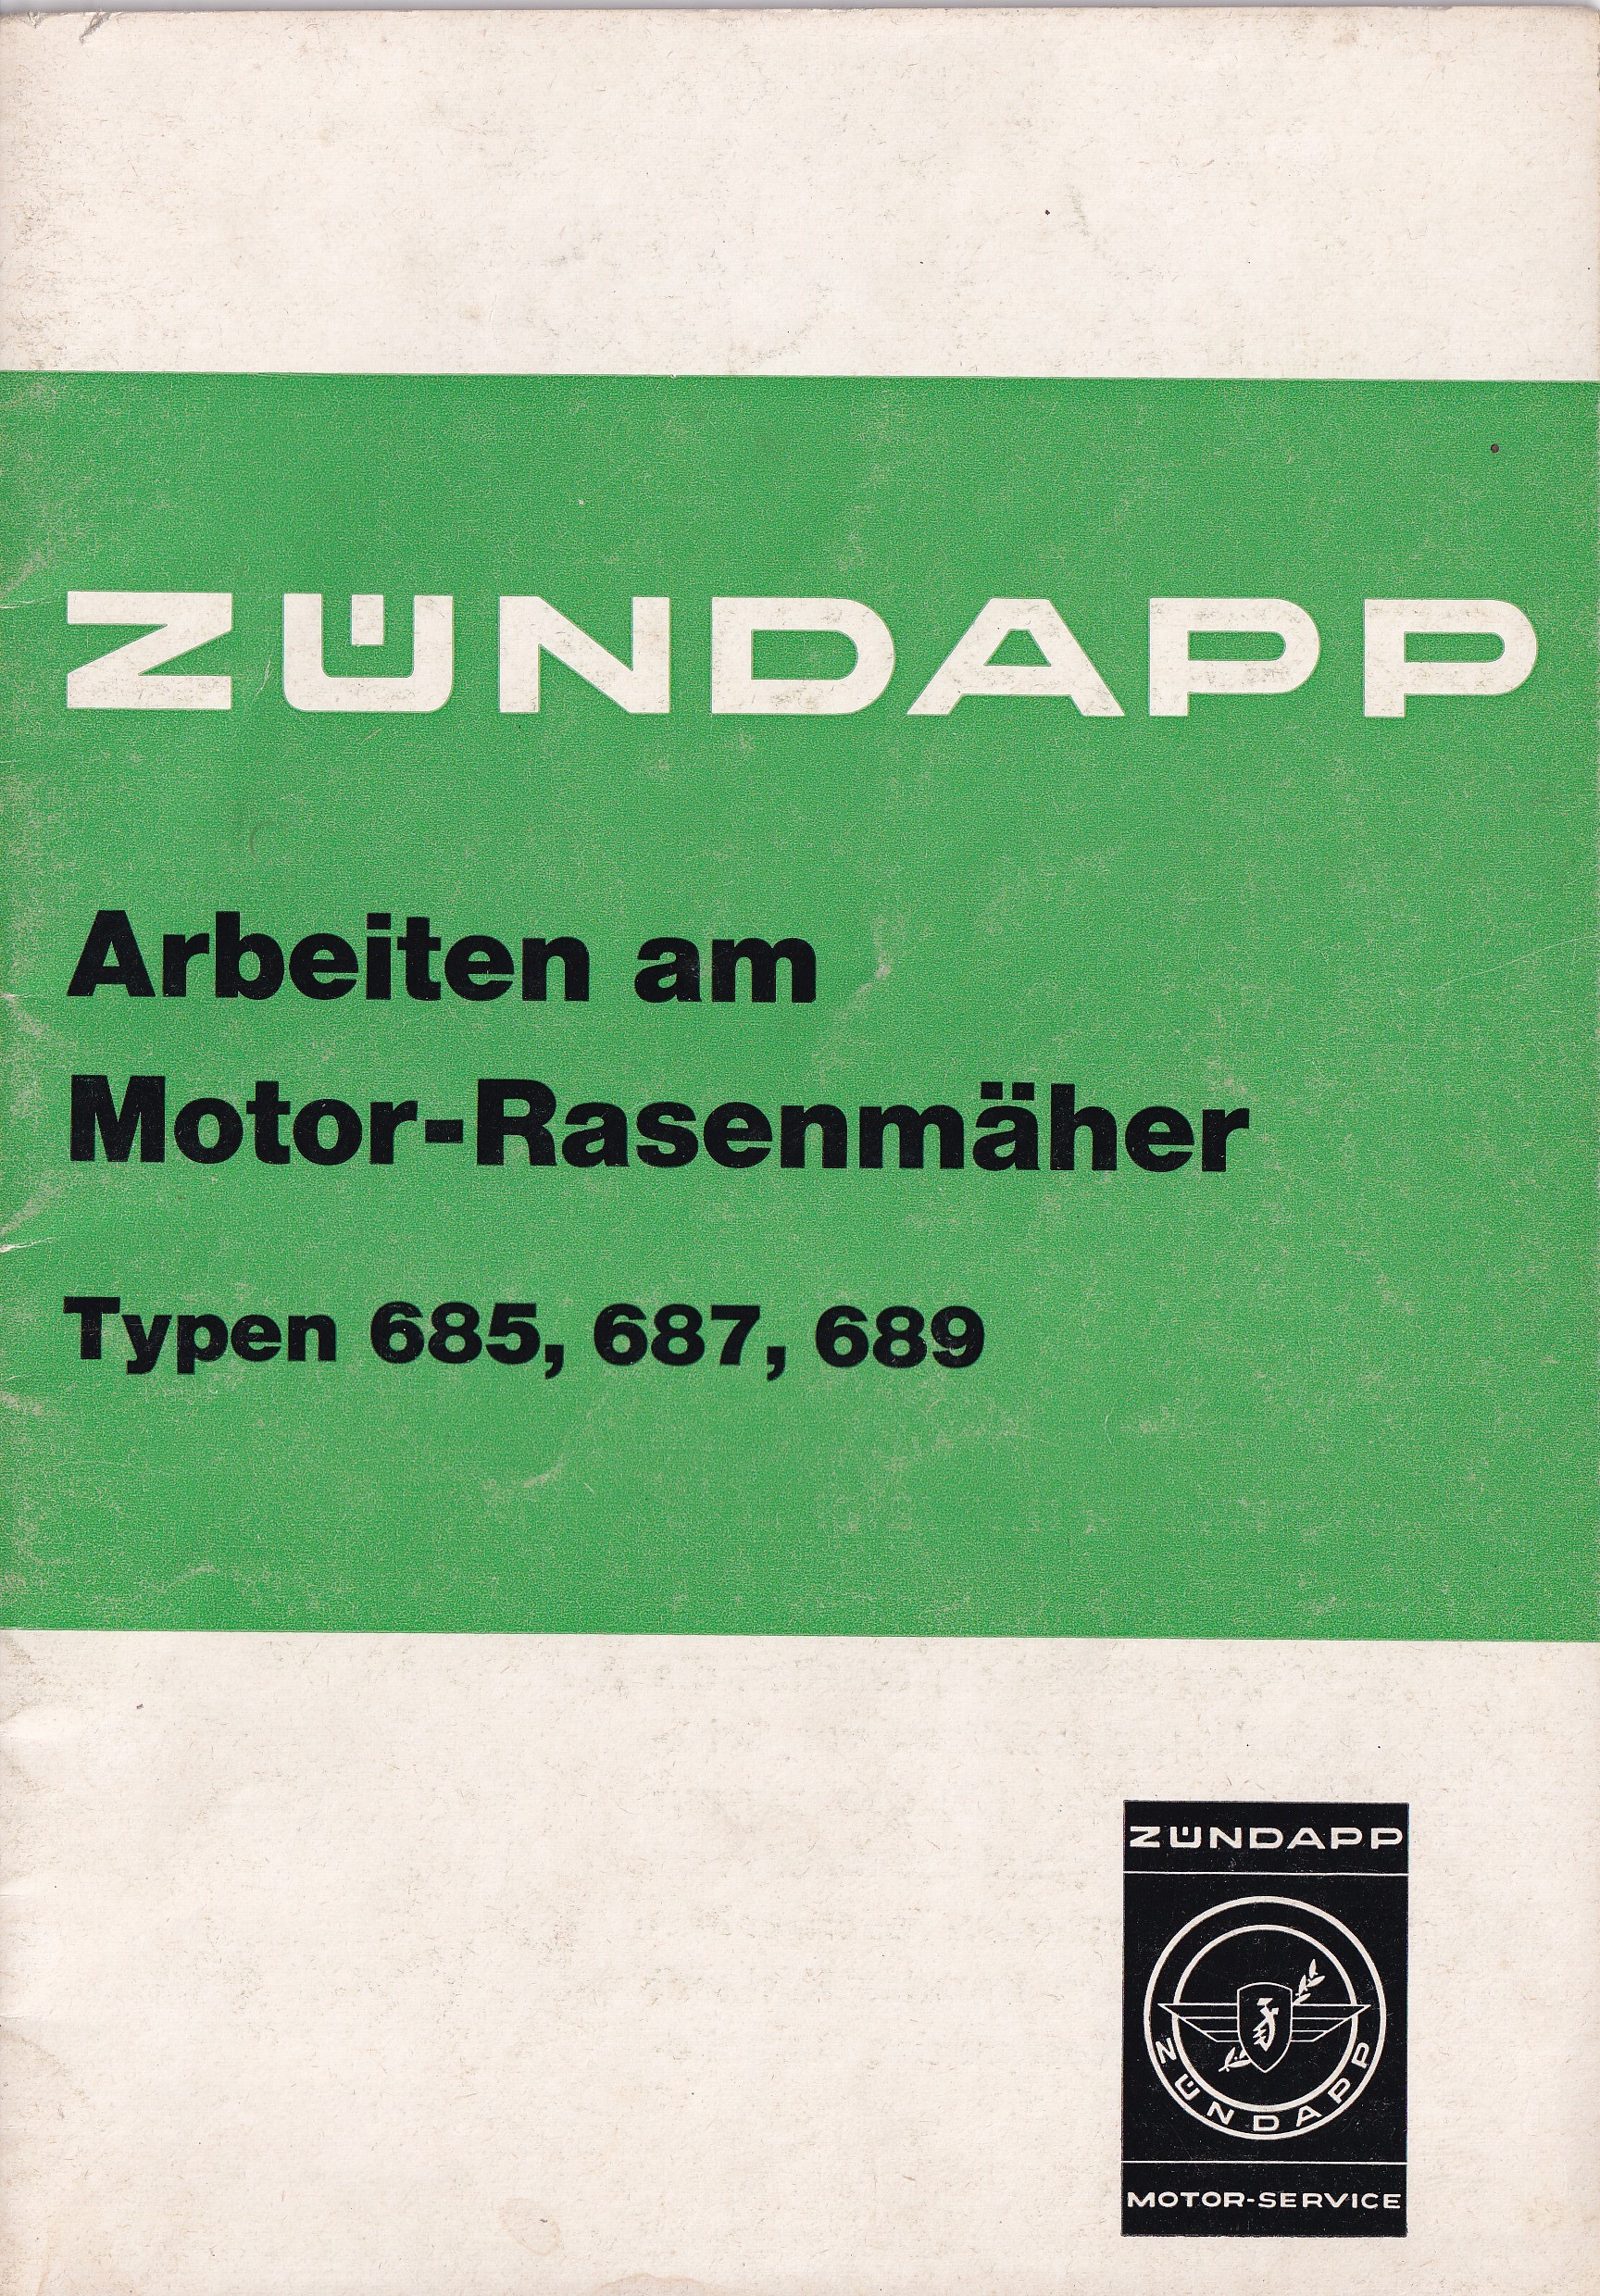 ZÜNDAPP
Arbeiten am
Motor-Rasenmäher
Typen 685, 687, 689
ZÜNDAPP
ZÜNDAPP
MOTOR-SERVICE